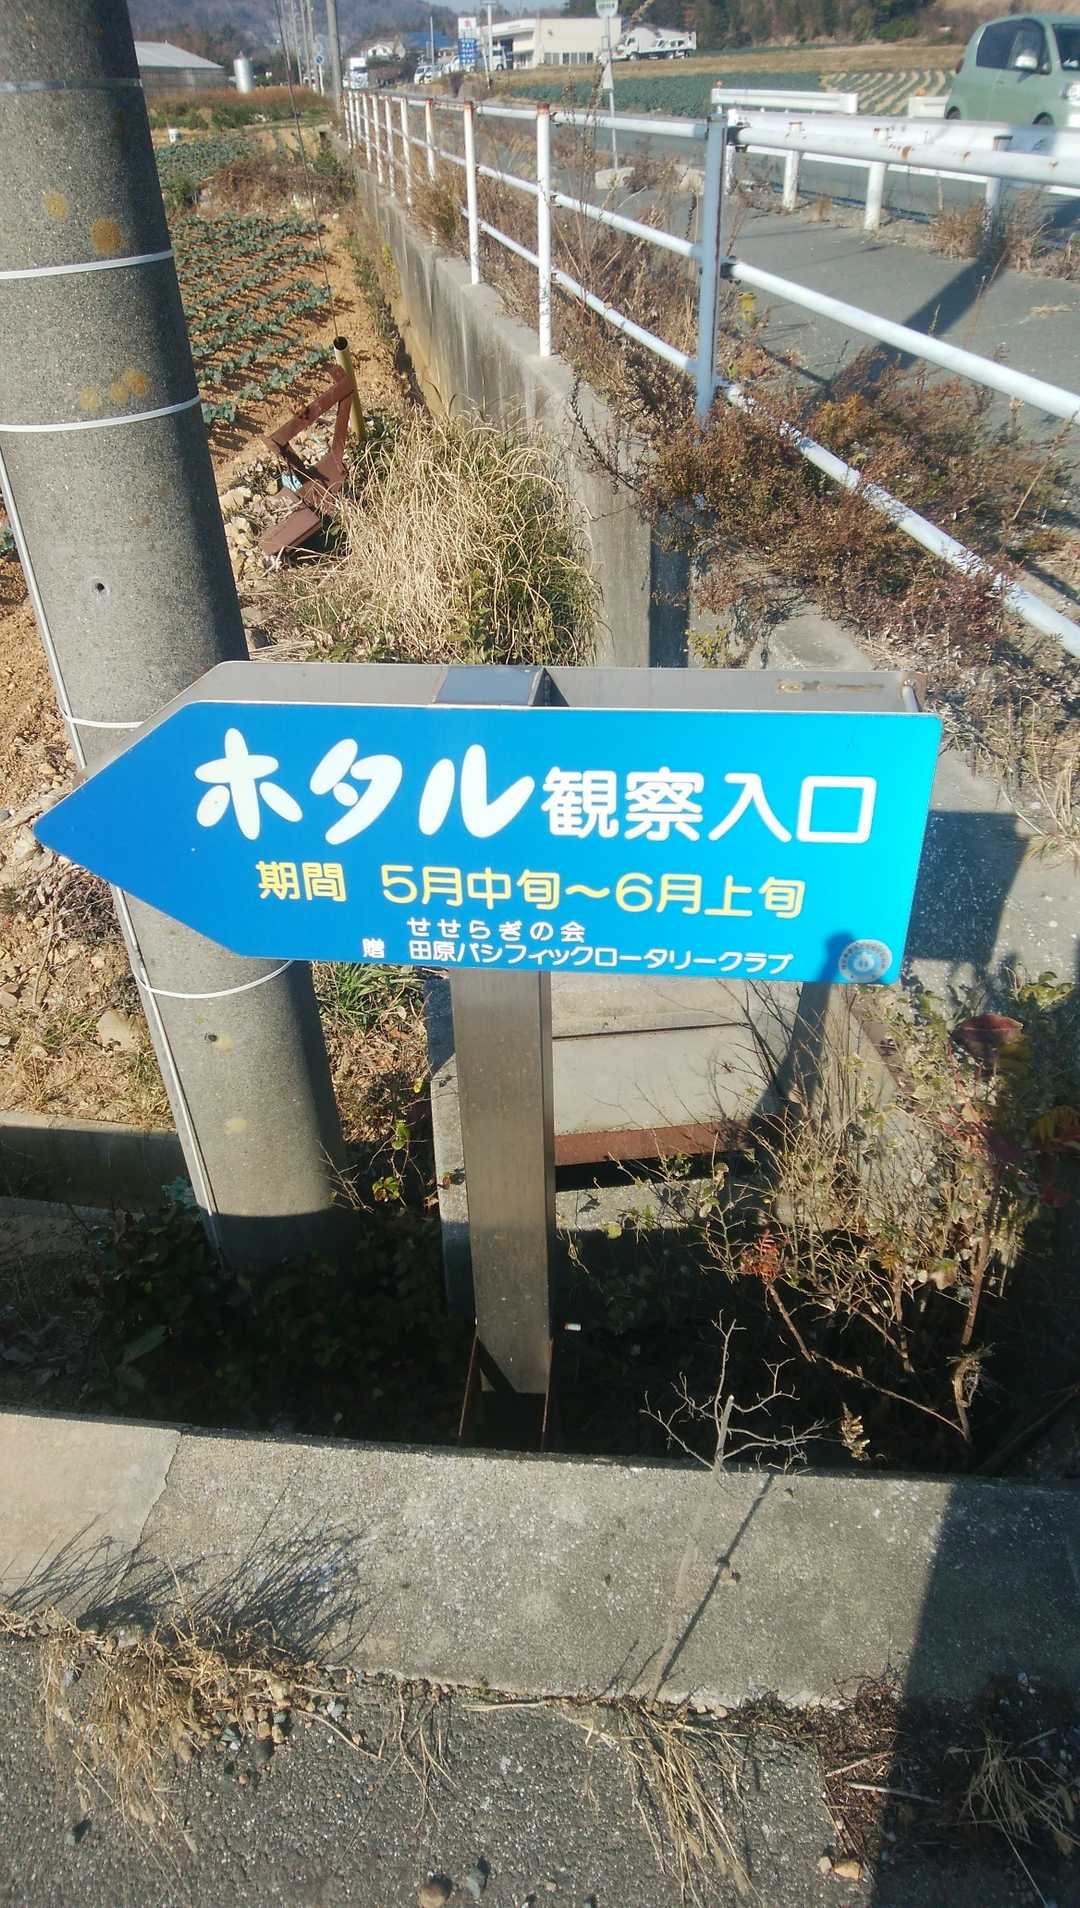 ホタル観察入口
期間 5月中旬～6月上旬
せせらぎの会
贈 田原パシフィックロータリークラブ